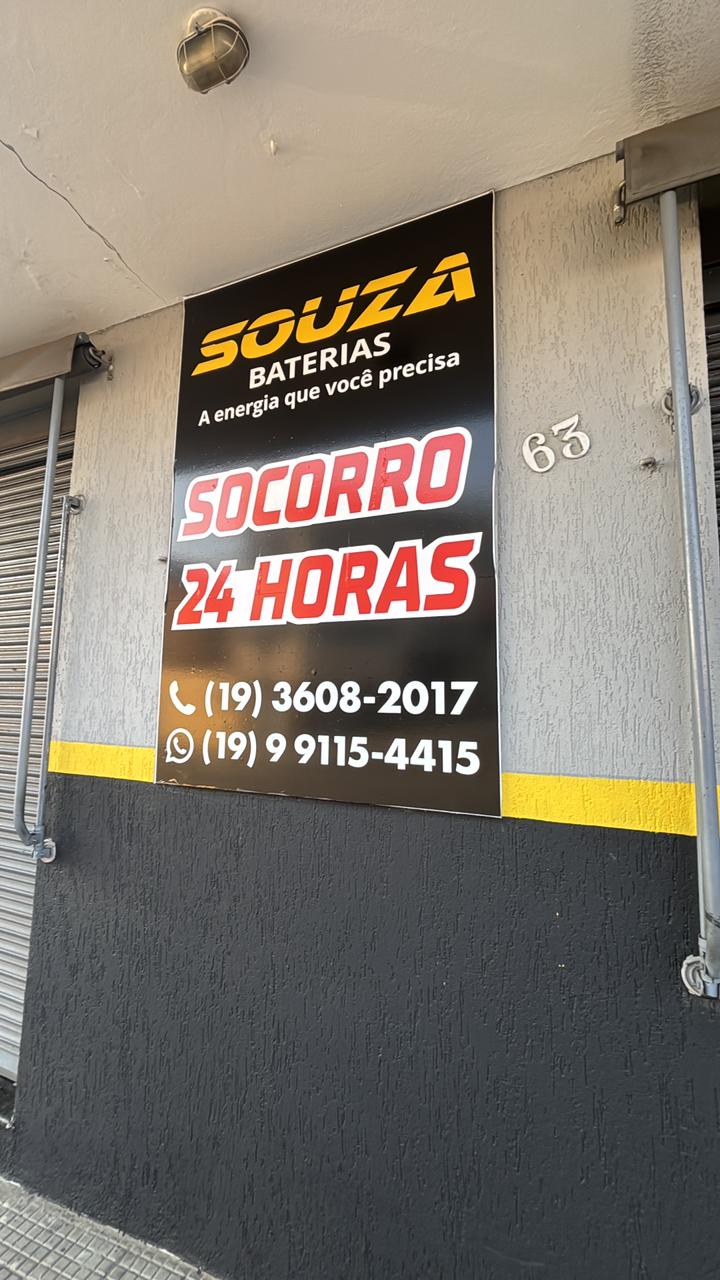 SOUZA
BATERIAS
A energia que você precisa
SOCORRO
24 HORAS
(19) 3608-2017
(19) 9 9115-4415
63